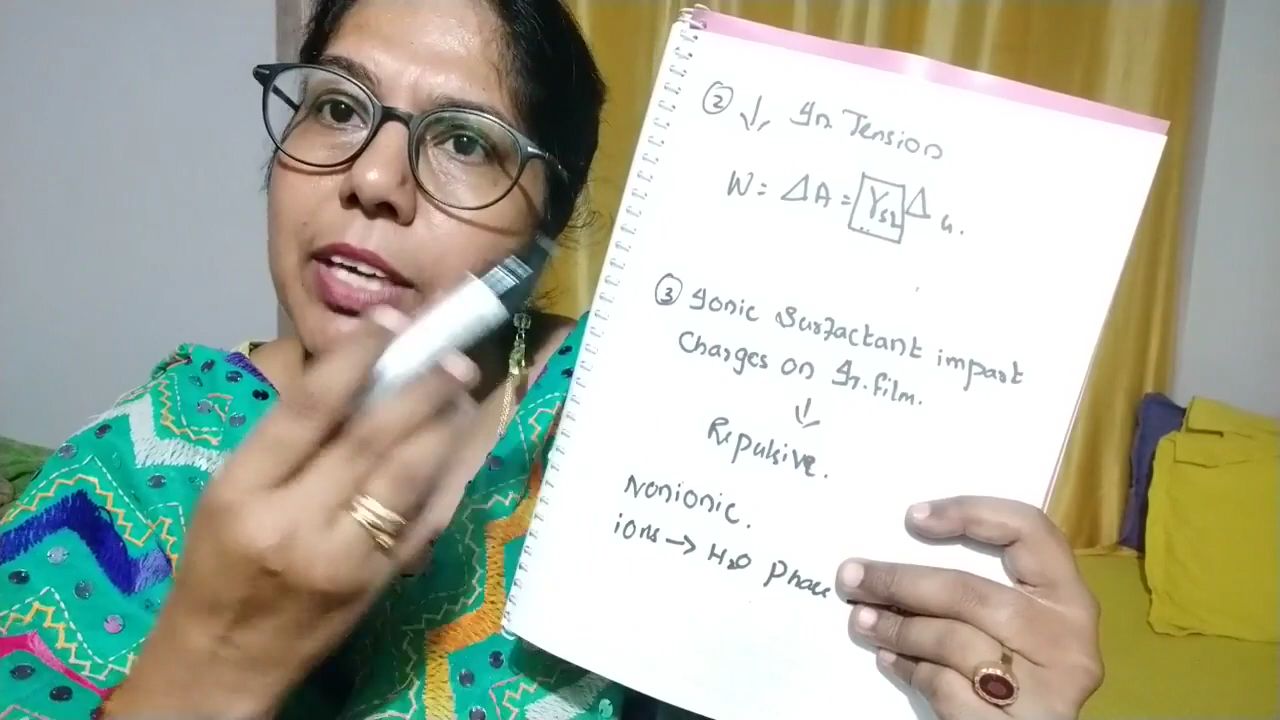 ② ↓ In. Tension
W = ΔA = γSL Δ a.
③ Ionic Surfactant impart
charges on In. film.
↓
Repulsive.
Nonionic.
ions → H2O Phase